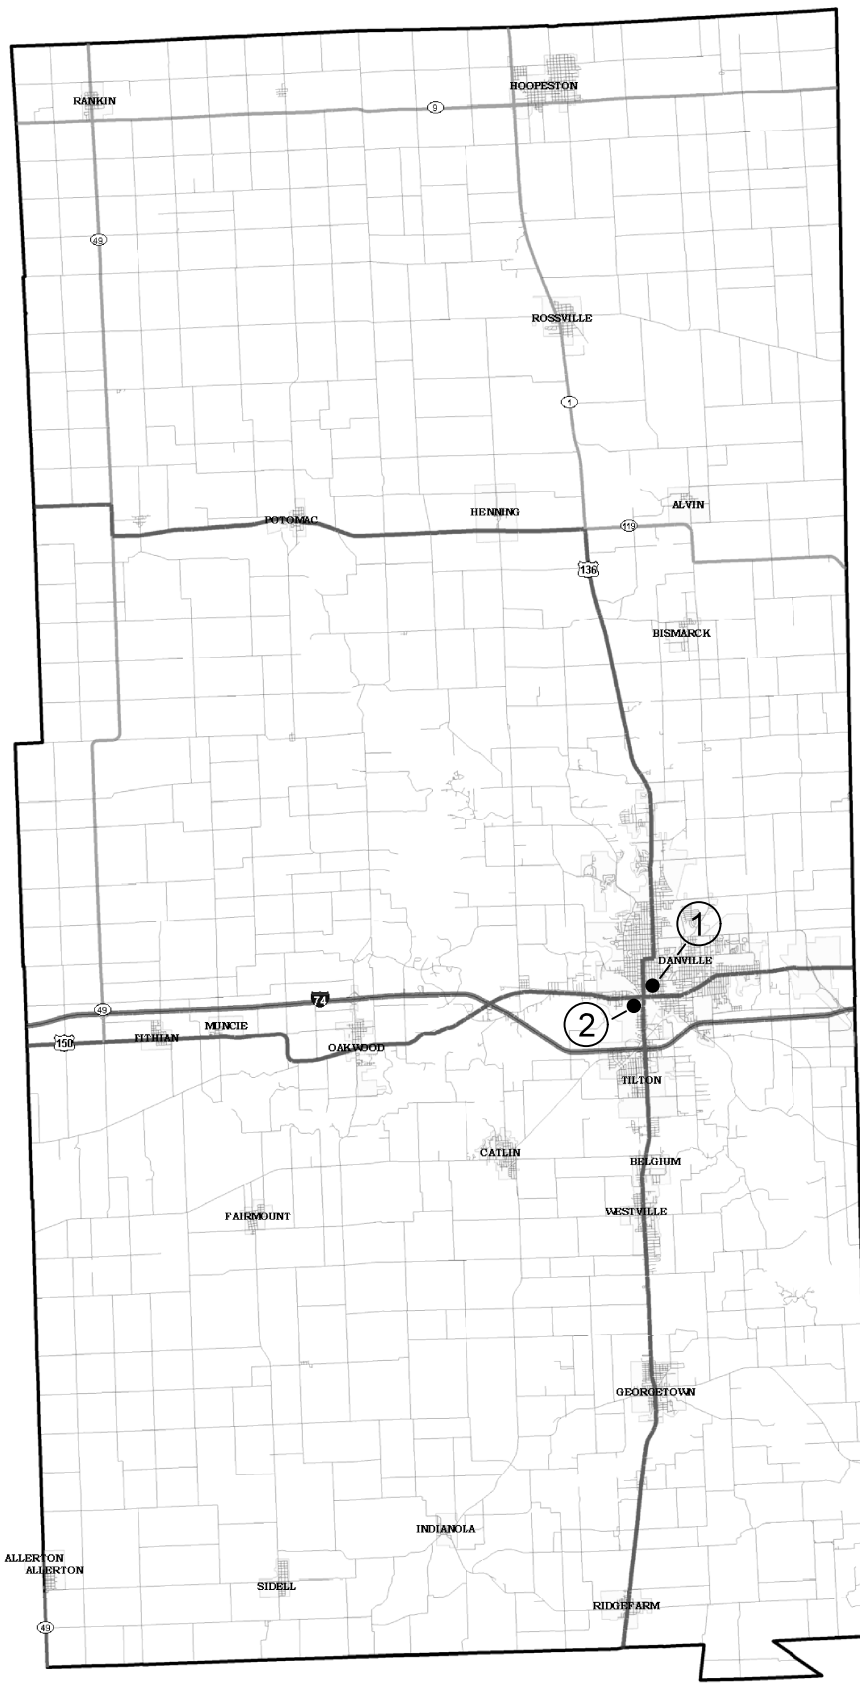 HOOPESTON
RANKIN
9
49
ROSSVILLE
1
ALVIN
HENNING
POTOMAC
119
136
BISMARCK
1
DANVILLE
74
49
2
MUNCIE
FITHIAN
150
OAKWOOD
TILTON
CATLIN
BELGIUM
WESTVILLE
FAIRMOUNT
GEORGETOWN
INDIANOLA
ALLERTON
ALLERTON
SIDELL
RIDGEFARM
49